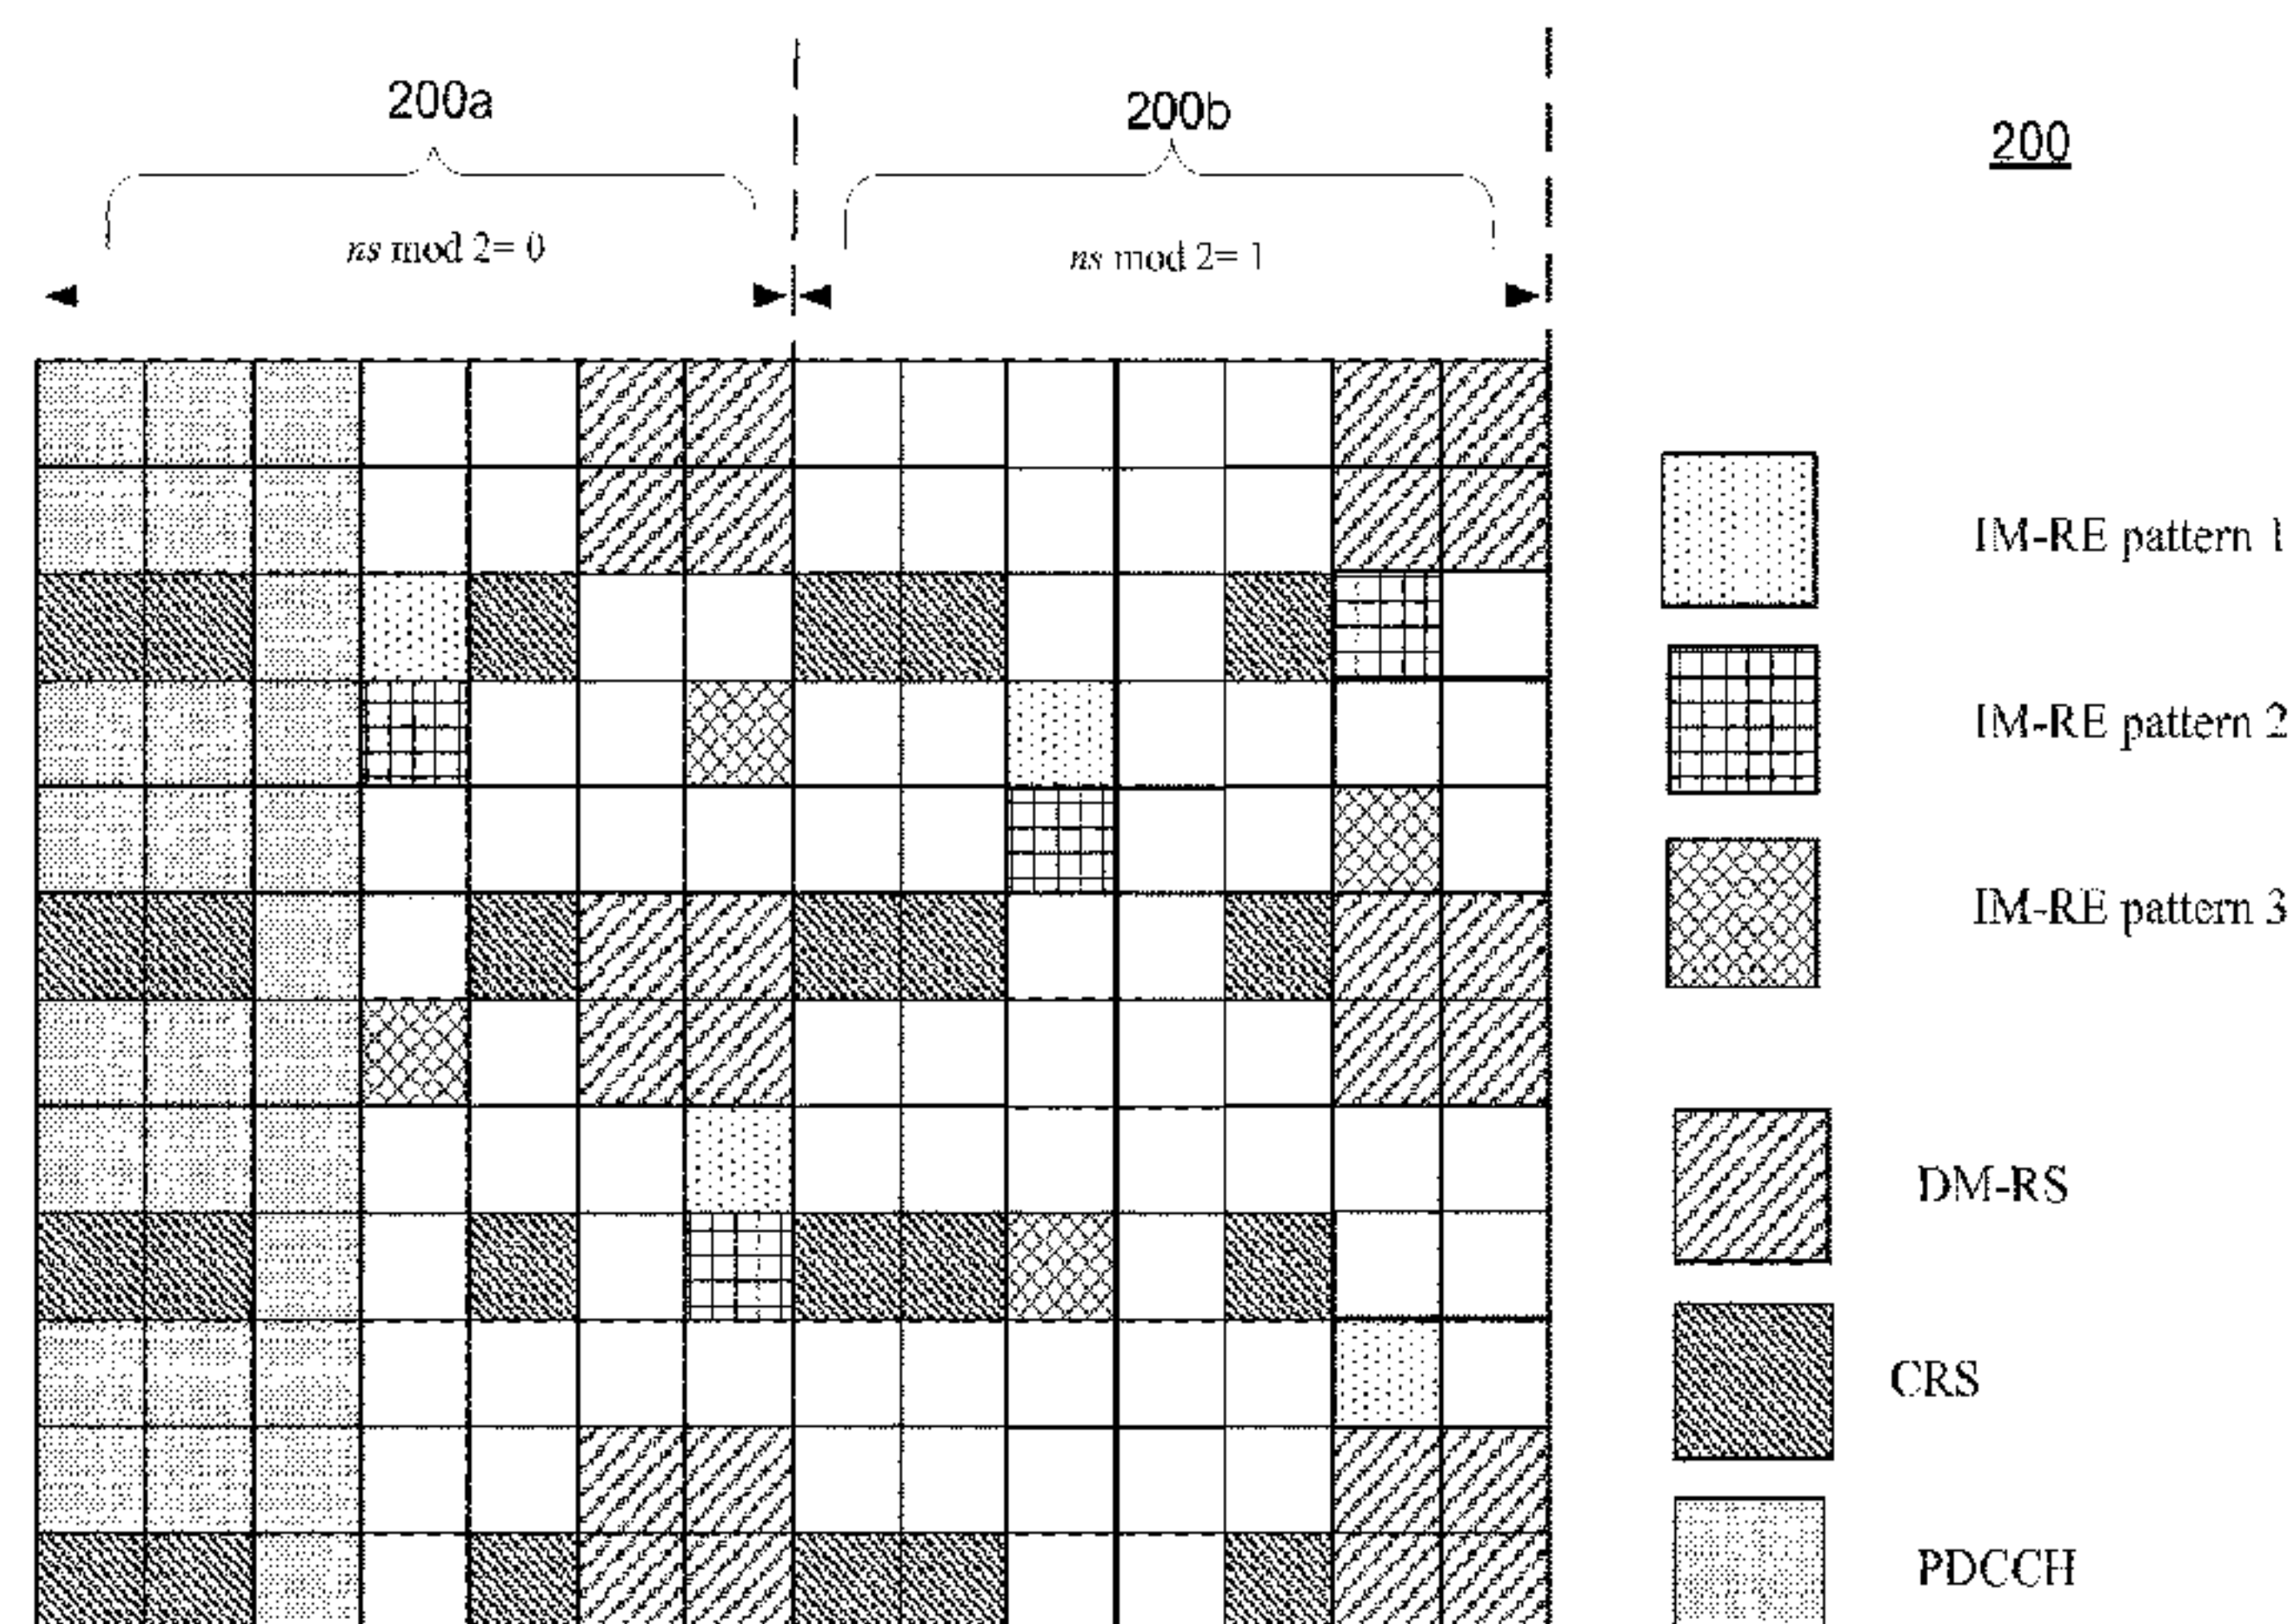 200a
200b
200
ns mod 2= 0
ns mod 2= 1
IM-RE pattern 1
IM-RE pattern 2
IM-RE pattern 3
DM-RS
CRS
PDCCH